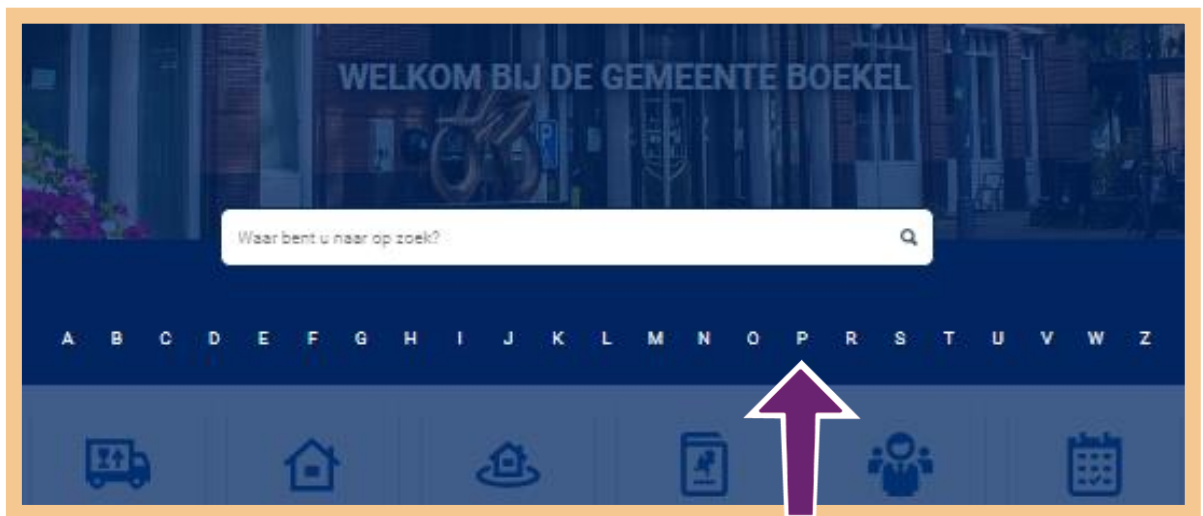 WELKOM BIJ DE GEMEENTE BOEKEL
Waar bent u naar op zoek?
A B C D E F G H I J K L M N O P R S T U V W Z